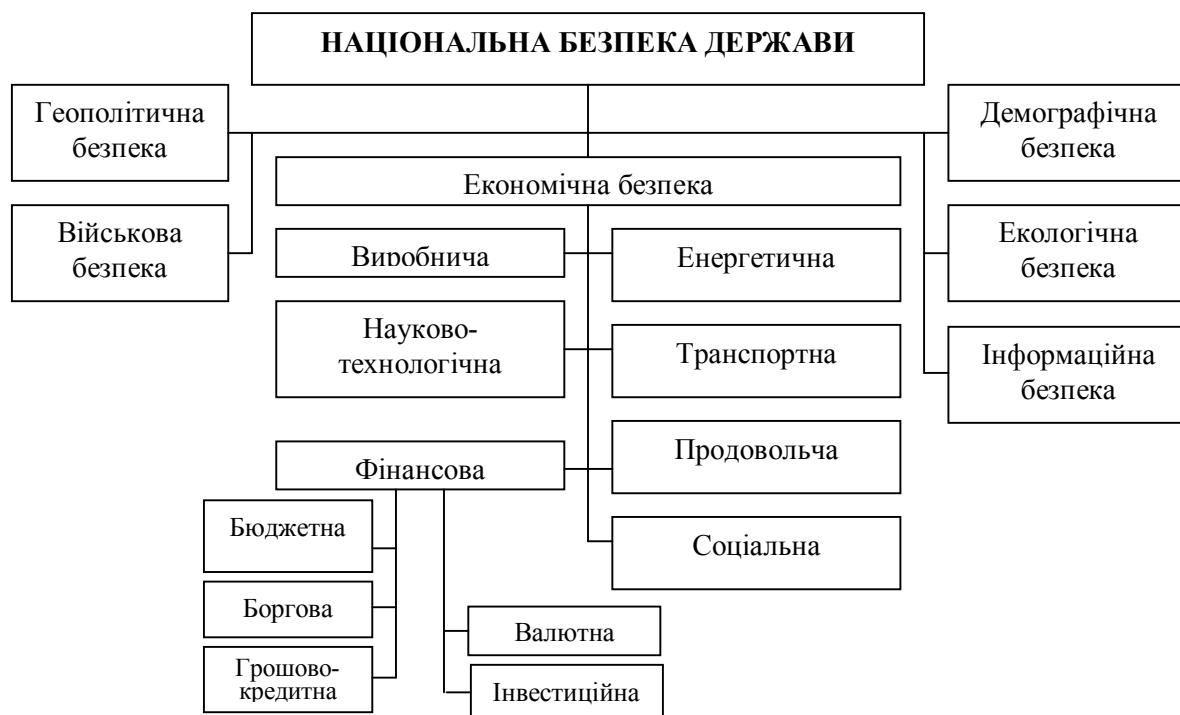 НАЦІОНАЛЬНА БЕЗПЕКА ДЕРЖАВИ
Геополітична
безпека
Демографічна
безпека
Економічна безпека
Військова
безпека
Екологічна
безпека
Виробнича
Енергетична
Науково-
технологічна
Транспортна
Інформаційна
безпека
Фінансова
Продовольча
Соціальна
Бюджетна
Боргова
Грошово-
кредитна
Валютна
Інвестиційна